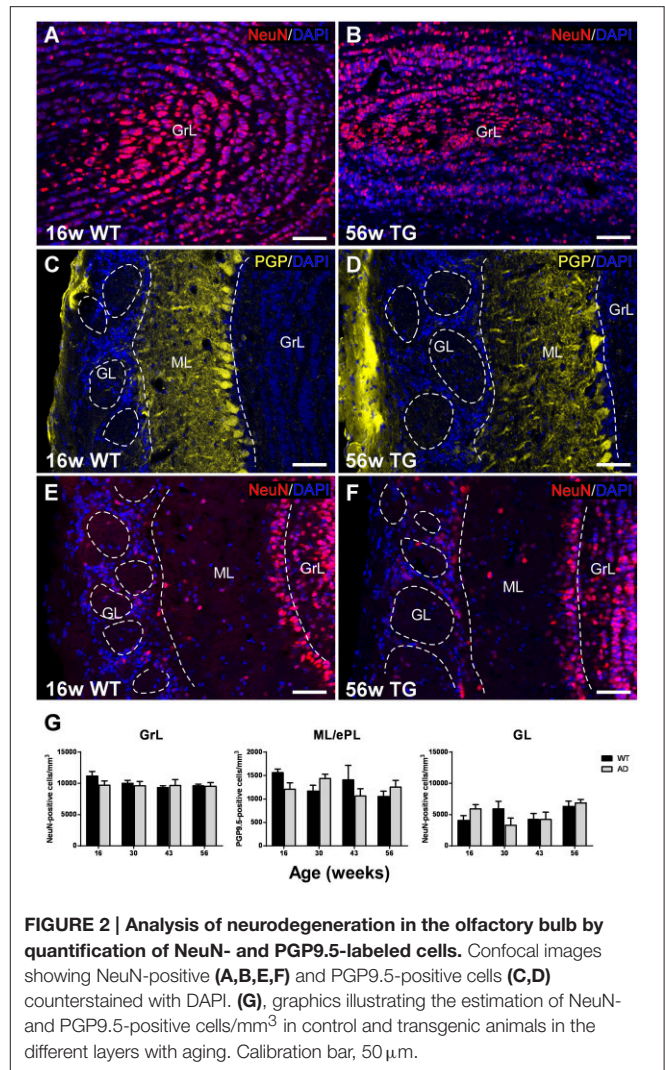 A NeuN/DAPI
GrL
16w WT
B NeuN/DAPI
GrL
56w TG
C PGP/DAPI
GL
ML
GrL
16w WT
D PGP/DAPI
GrL
GL
ML
56w TG
E NeuN/DAPI
GrL
ML
GL
16w WT
F NeuN/DAPI
GrL
ML
GL
56w TG
G
GrL
NeuN-positive cells/mm³
15000
10000
5000
0
16 30 43 56
ML/ePL
PGP9.5-positive cells/mm³
2000
1500
1000
500
0
16 30 43 56
GL
NeuN-positive cells/mm³
15000
10000
5000
0
16 30 43 56
WT
AD
Age (weeks)
FIGURE 2 | Analysis of neurodegeneration in the olfactory bulb by
quantification of NeuN- and PGP9.5-labeled cells. Confocal images
showing NeuN-positive (A,B,E,F) and PGP9.5-positive cells (C,D)
counterstained with DAPI. (G), graphics illustrating the estimation of NeuN-
and PGP9.5-positive cells/mm³ in control and transgenic animals in the
different layers with aging. Calibration bar, 50 μm.